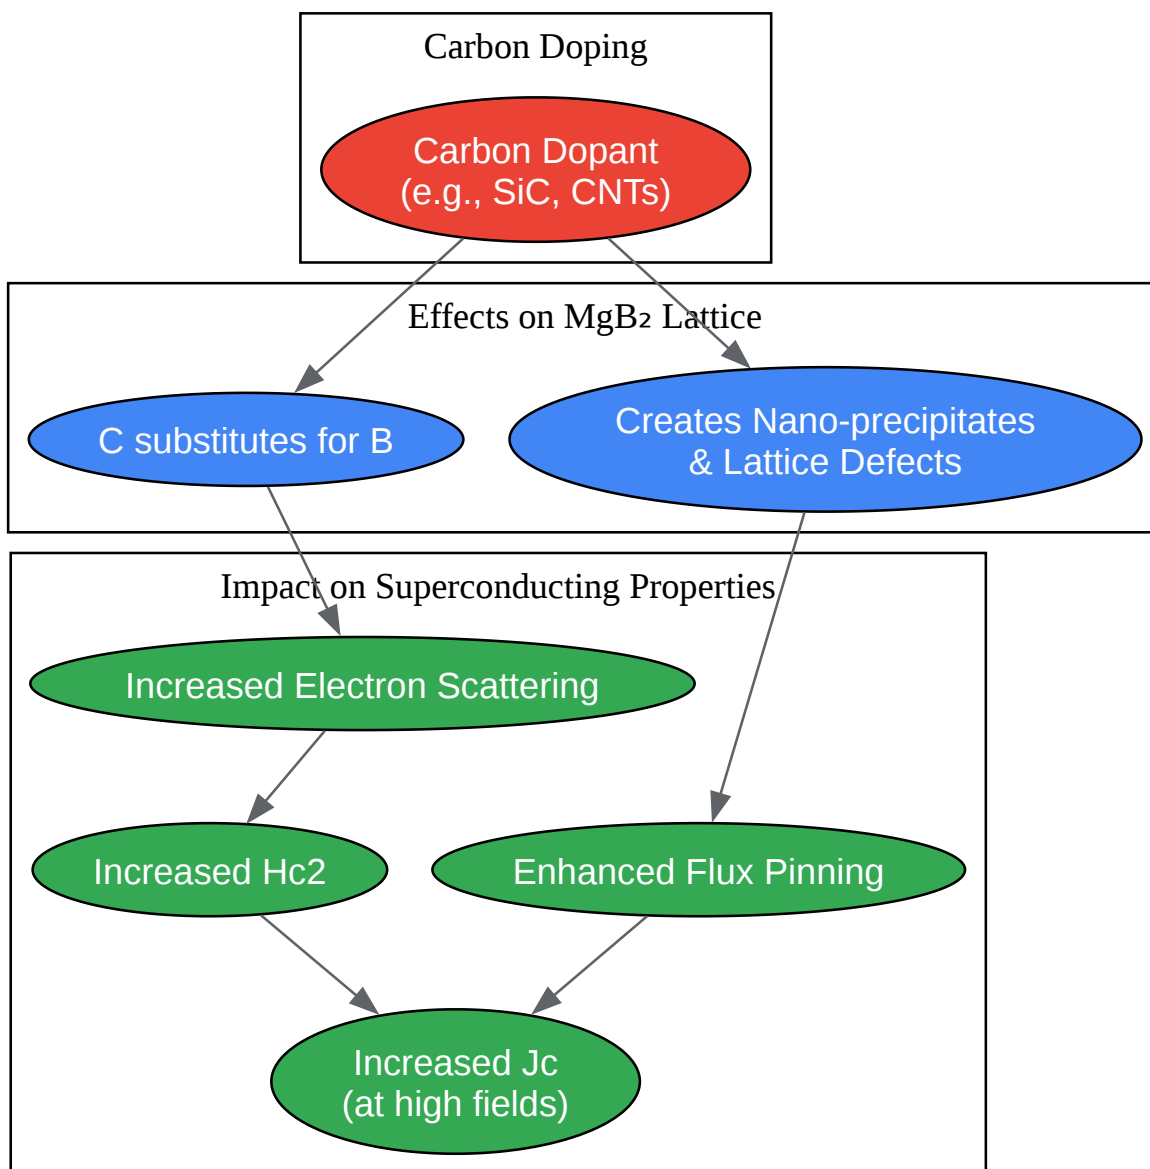 Carbon Doping
Carbon Dopant
(e.g., SiC, CNTs)
Effects on MgB₂ Lattice
C substitutes for B
Creates Nano-precipitates
& Lattice Defects
Impact on Superconducting Properties
Increased Electron Scattering
Increased Hc2
Enhanced Flux Pinning
Increased Jc
(at high fields)